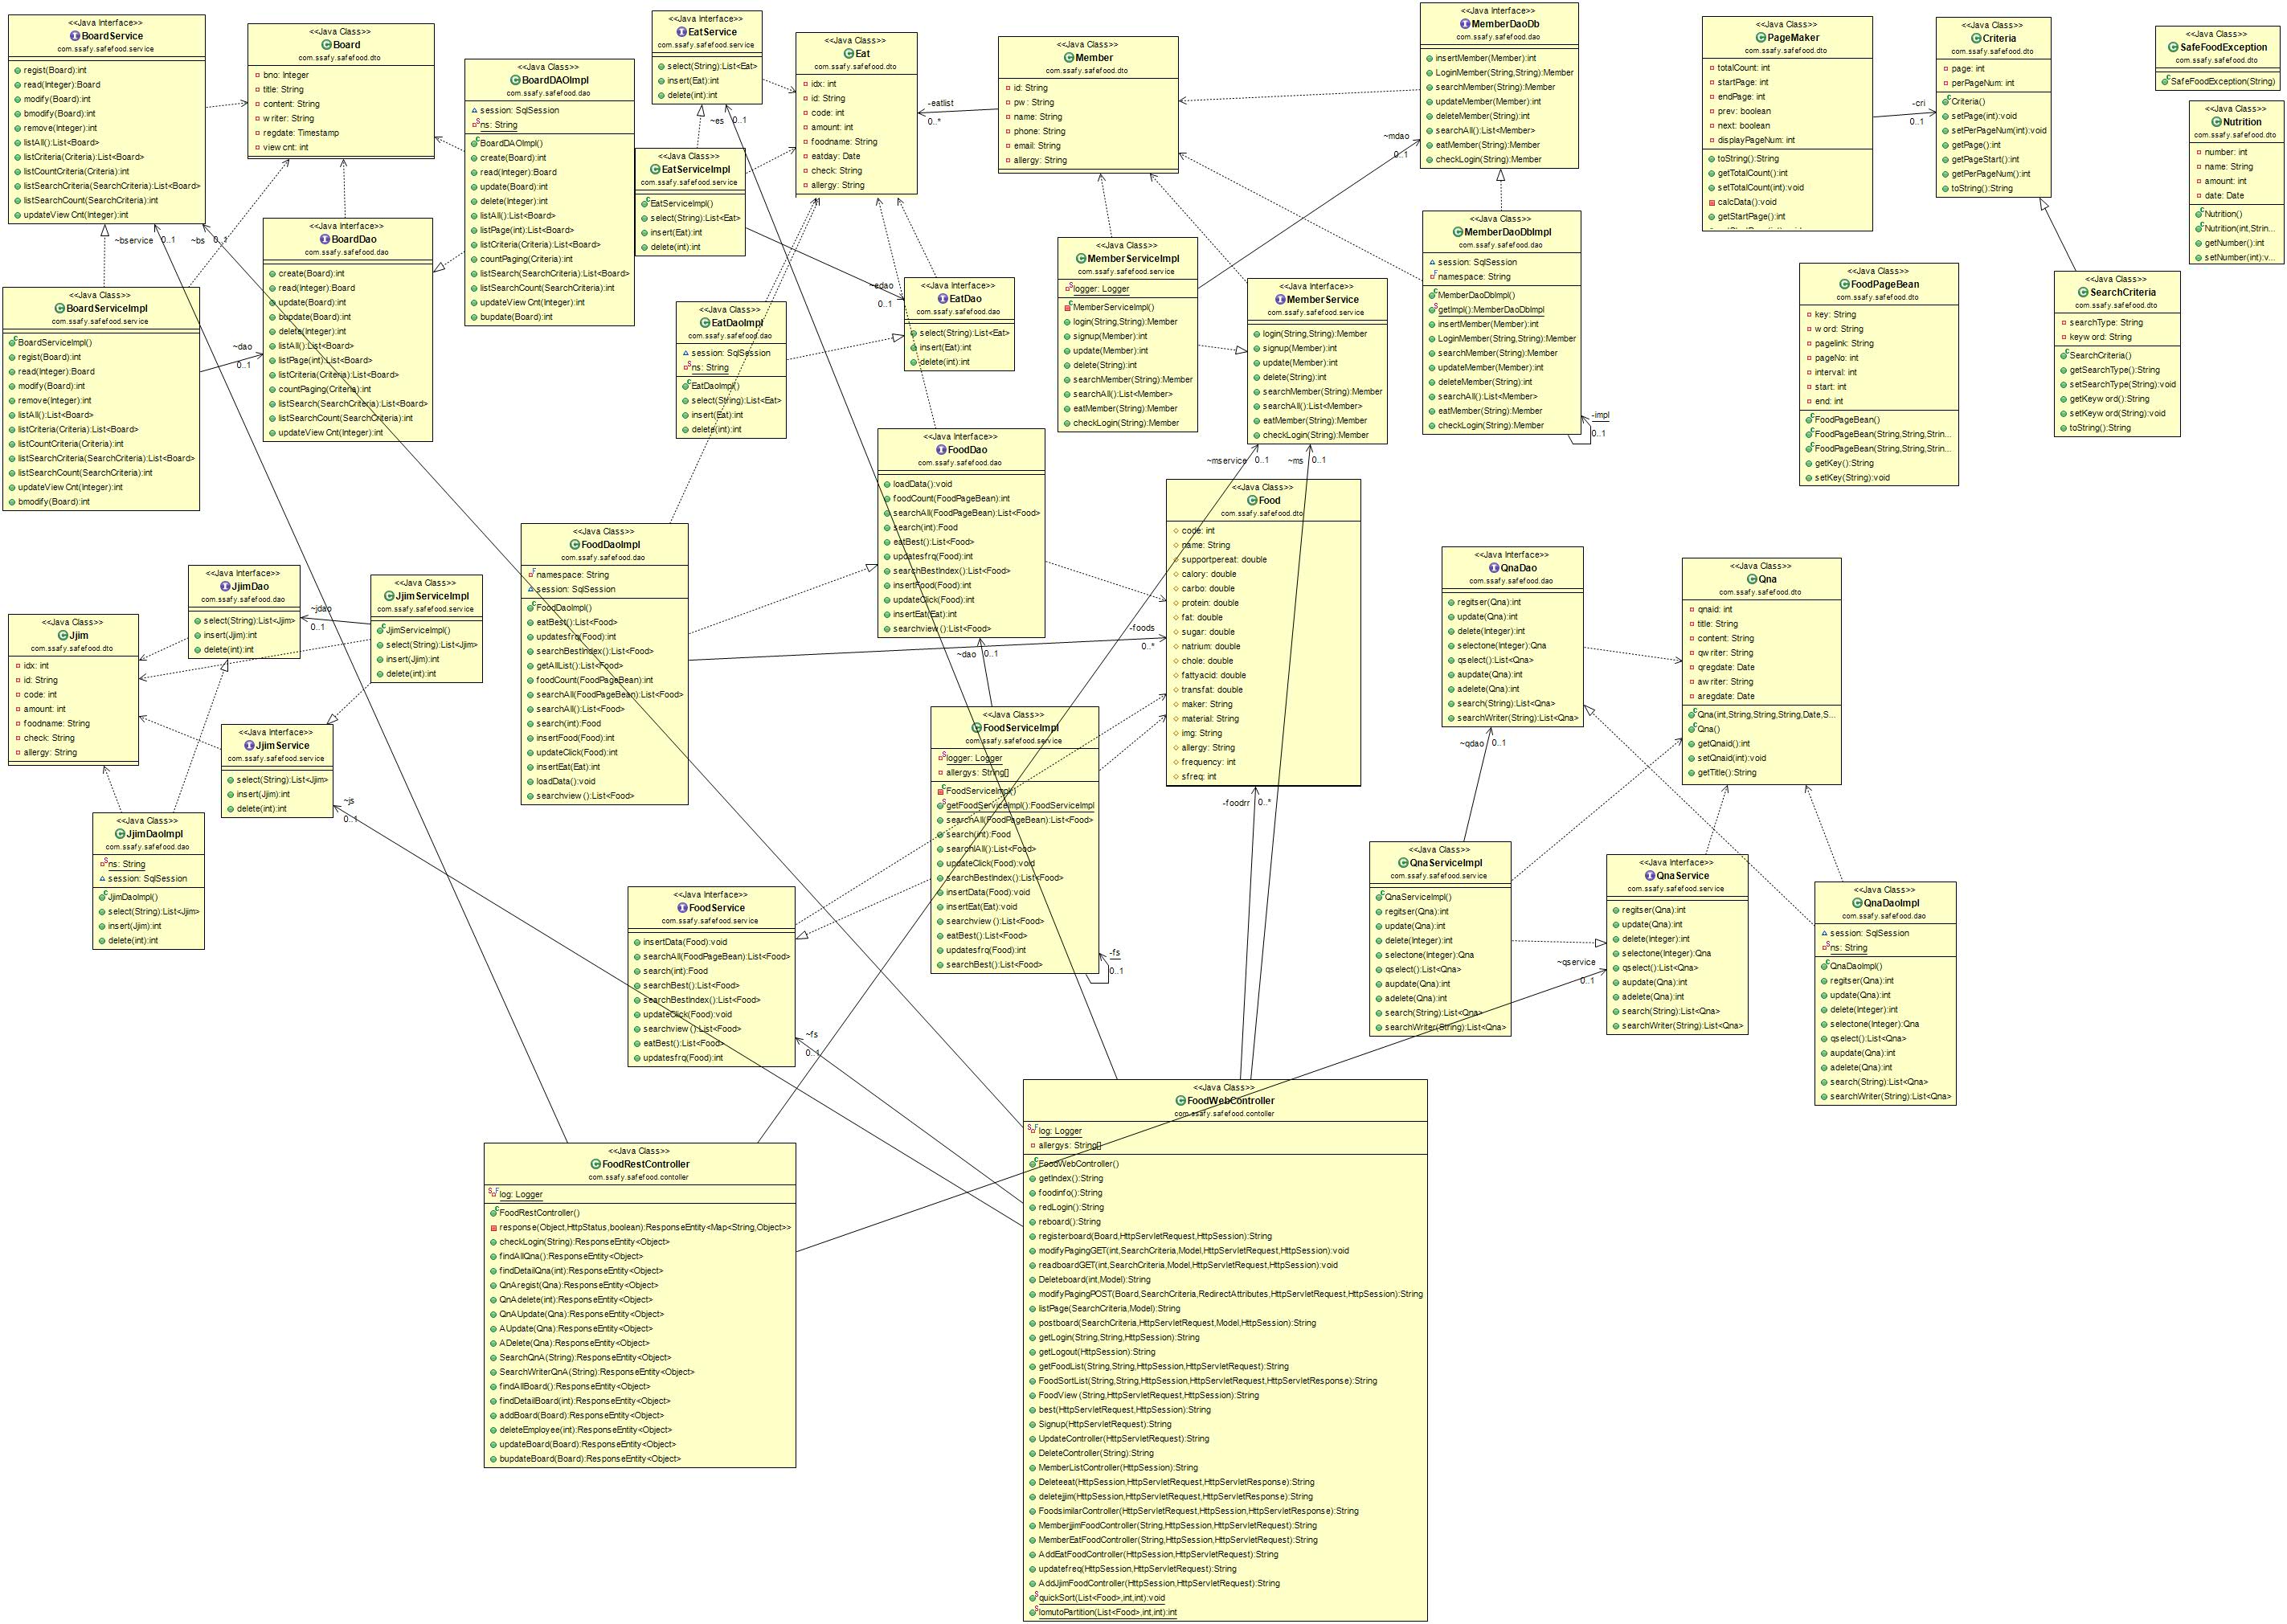 <<Java Interface>>
BoardService
com.ssafy.safefood.service
regist(Board):int
read(Integer):Board
modify(Board):int
bmodify(Board):int
remove(Integer):int
listAll():List<Board>
listCriteria(Criteria):List<Board>
listCountCriteria(Criteria):int
listSearchCriteria(SearchCriteria):List<Board>
listSearchCount(SearchCriteria):int
updateView Cnt(Integer):int
<<Java Class>>
Board
com.ssafy.safefood.dto
bno: Integer
title: String
content: String
w riter: String
regdate: Timestamp
view cnt: int
<<Java Class>>
BoardDAOImpl
com.ssafy.safefood.dao
session: SqlSession
ns: String
BoardDAOImpl()
create(Board):int
read(Integer):Board
update(Board):int
delete(Integer):int
listAll():List<Board>
listPage(int):List<Board>
listCriteria(Criteria):List<Board>
countPaging(Criteria):int
listSearch(SearchCriteria):List<Board>
listSearchCount(SearchCriteria):int
updateView Cnt(Integer):int
bupdate(Board):int
<<Java Interface>>
EatService
com.ssafy.safefood.service
select(String):List<Eat>
insert(Eat):int
delete(int):int
~es 0..1
<<Java Class>>
EatServiceImpl
com.ssafy.safefood.service
EatServiceImpl()
select(String):List<Eat>
insert(Eat):int
delete(int):int
<<Java Class>>
Eat
com.ssafy.safefood.dto
idx: int
id: String
code: int
amount: int
foodname: String
eatday: Date
check: String
allergy: String
-eatlist
0..*
<<Java Class>>
Member
com.ssafy.safefood.dto
id: String
pw : String
name: String
phone: String
email: String
allergy: String
~mdao
0..1
<<Java Interface>>
MemberDaoDb
com.ssafy.safefood.dao
insertMember(Member):int
LoginMember(String,String):Member
searchMember(String):Member
updateMember(Member):int
deleteMember(String):int
searchAll():List<Member>
eatMember(String):Member
checkLogin(String):Member
<<Java Class>>
PageMaker
com.ssafy.safefood.dto
totalCount: int
startPage: int
endPage: int
prev: boolean
next: boolean
displayPageNum: int
toString():String
getTotalCount():int
setTotalCount(int):void
calcData():void
getStartPage():int
-cri
0..1
<<Java Class>>
Criteria
com.ssafy.safefood.dto
page: int
perPageNum: int
Criteria()
setPage(int):void
setPerPageNum(int):void
getPage():int
getPageStart():int
getPerPageNum():int
toString():String
<<Java Class>>
SafeFoodException
com.ssafy.safefood.dto
SafeFoodException(String)
<<Java Class>>
Nutrition
com.ssafy.safefood.dto
number: int
name: String
amount: int
date: Date
Nutrition()
Nutrition(int,Strin...
getNumber():int
setNumber(int):v...
~bservice 0..1
~bs 0..1
<<Java Interface>>
BoardDao
com.ssafy.safefood.dao
create(Board):int
read(Integer):Board
update(Board):int
bupdate(Board):int
delete(Integer):int
listAll():List<Board>
listPage(int):List<Board>
listCriteria(Criteria):List<Board>
countPaging(Criteria):int
listSearch(SearchCriteria):List<Board>
listSearchCount(SearchCriteria):int
updateView Cnt(Integer):int
<<Java Class>>
BoardServiceImpl
com.ssafy.safefood.service
BoardServiceImpl()
regist(Board):int
read(Integer):Board
modify(Board):int
remove(Integer):int
listAll():List<Board>
listCriteria(Criteria):List<Board>
listCountCriteria(Criteria):int
listSearchCriteria(SearchCriteria):List<Board>
listSearchCount(SearchCriteria):int
updateView Cnt(Integer):int
bmodify(Board):int
~dao
0..1
<<Java Class>>
EatDaoImpl
com.ssafy.safefood.dao
session: SqlSession
ns: String
EatDaoImpl()
select(String):List<Eat>
insert(Eat):int
delete(int):int
~edao
0..1
<<Java Interface>>
EatDao
com.ssafy.safefood.dao
select(String):List<Eat>
insert(Eat):int
delete(int):int
<<Java Class>>
MemberServiceImpl
com.ssafy.safefood.service
logger: Logger
MemberServiceImpl()
login(String,String):Member
signup(Member):int
update(Member):int
delete(String):int
searchMember(String):Member
searchAll():List<Member>
eatMember(String):Member
checkLogin(String):Member
<<Java Interface>>
MemberService
com.ssafy.safefood.service
login(String,String):Member
signup(Member):int
update(Member):int
delete(String):int
searchMember(String):Member
searchAll():List<Member>
eatMember(String):Member
checkLogin(String):Member
<<Java Class>>
MemberDaoDbImpl
com.ssafy.safefood.dao
session: SqlSession
namespace: String
MemberDaoDbImpl()
getImpl():MemberDaoDbImpl
insertMember(Member):int
LoginMember(String,String):Member
searchMember(String):Member
updateMember(Member):int
deleteMember(String):int
searchAll():List<Member>
eatMember(String):Member
checkLogin(String):Member
-impl
0..1
<<Java Class>>
FoodPageBean
com.ssafy.safefood.dto
key: String
w ord: String
pagelink: String
pageNo: int
interval: int
start: int
end: int
FoodPageBean()
FoodPageBean(String,String,Strin...
FoodPageBean(String,String,Strin...
getKey():String
setKey(String):void
<<Java Class>>
SearchCriteria
com.ssafy.safefood.dto
searchType: String
keyw ord: String
SearchCriteria()
getSearchType():String
setSearchType(String):void
getKeyw ord():String
setKeyw ord(String):void
toString():String
<<Java Interface>>
FoodDao
com.ssafy.safefood.dao
loadData():void
foodCount(FoodPageBean):int
searchAll(FoodPageBean):List<Food>
search(int):Food
eatBest():List<Food>
updatesfrq(Food):int
searchBestIndex():List<Food>
insertFood(Food):int
updateClick(Food):int
insertEat(Eat):int
searchview ():List<Food>
~mservice 0..1
~ms 0..1
<<Java Class>>
Food
com.ssafy.safefood.dto
code: int
name: String
supportpereat: double
calory: double
carbo: double
protein: double
fat: double
sugar: double
natrium: double
chole: double
fattyacid: double
transfat: double
maker: String
material: String
img: String
allergy: String
frequency: int
sfreq: int
<<Java Class>>
FoodDaoImpl
com.ssafy.safefood.dao
namespace: String
session: SqlSession
FoodDaoImpl()
eatBest():List<Food>
updatesfrq(Food):int
searchBestIndex():List<Food>
getAllList():List<Food>
foodCount(FoodPageBean):int
searchAll(FoodPageBean):List<Food>
searchAll():List<Food>
search(int):Food
insertFood(Food):int
updateClick(Food):int
insertEat(Eat):int
loadData():void
searchview ():List<Food>
-foods
0..*
~dao 0..1
<<Java Interface>>
JjimDao
com.ssafy.safefood.dao
select(String):List<Jjim>
insert(Jjim):int
delete(int):int
~jdao
0..1
<<Java Class>>
JjimServiceImpl
com.ssafy.safefood.service
JjimServiceImpl()
select(String):List<Jjim>
insert(Jjim):int
delete(int):int
<<Java Class>>
Jjim
com.ssafy.safefood.dto
idx: int
id: String
code: int
amount: int
foodname: String
check: String
allergy: String
<<Java Interface>>
JjimService
com.ssafy.safefood.service
select(String):List<Jjim>
insert(Jjim):int
delete(int):int
~js
0..1
<<Java Class>>
JjimDaoImpl
com.ssafy.safefood.dao
ns: String
session: SqlSession
JjimDaoImpl()
select(String):List<Jjim>
insert(Jjim):int
delete(int):int
<<Java Interface>>
QnaDao
com.ssafy.safefood.dao
regitser(Qna):int
update(Qna):int
delete(Integer):int
selectone(Integer):Qna
qselect():List<Qna>
aupdate(Qna):int
adelete(Qna):int
search(String):List<Qna>
searchWriter(String):List<Qna>
~qdao 0..1
<<Java Class>>
Qna
com.ssafy.safefood.dto
qnaid: int
title: String
content: String
qw riter: String
qregdate: Date
aw riter: String
aregdate: Date
Qna(int,String,String,String,Date,S...
Qna()
getQnaid():int
setQnaid(int):void
getTitle():String
<<Java Class>>
FoodServiceImpl
com.ssafy.safefood.service
logger: Logger
allergys: String[]
FoodServiceImpl()
getFoodServiceImpl():FoodServiceImpl
searchAll(FoodPageBean):List<Food>
search(int):Food
searchlAll():List<Food>
updateClick(Food):void
searchBestIndex():List<Food>
insertData(Food):void
insertEat(Eat):void
searchview ():List<Food>
eatBest():List<Food>
updatesfrq(Food):int
searchBest():List<Food>
-fs
0..1
-foodrr 0..*
<<Java Interface>>
FoodService
com.ssafy.safefood.service
insertData(Food):void
searchAll(FoodPageBean):List<Food>
search(int):Food
searchBest():List<Food>
searchBestIndex():List<Food>
updateClick(Food):void
searchview ():List<Food>
eatBest():List<Food>
updatesfrq(Food):int
~fs
0..1
<<Java Class>>
QnaServiceImpl
com.ssafy.safefood.service
QnaServiceImpl()
regitser(Qna):int
update(Qna):int
delete(Integer):int
selectone(Integer):Qna
qselect():List<Qna>
aupdate(Qna):int
adelete(Qna):int
search(String):List<Qna>
searchWriter(String):List<Qna>
~qservice
0..1
<<Java Interface>>
QnaService
com.ssafy.safefood.service
regitser(Qna):int
update(Qna):int
delete(Integer):int
selectone(Integer):Qna
qselect():List<Qna>
aupdate(Qna):int
adelete(Qna):int
search(String):List<Qna>
searchWriter(String):List<Qna>
<<Java Class>>
QnaDaoImpl
com.ssafy.safefood.dao
session: SqlSession
ns: String
QnaDaoImpl()
regitser(Qna):int
update(Qna):int
delete(Integer):int
selectone(Integer):Qna
qselect():List<Qna>
aupdate(Qna):int
adelete(Qna):int
search(String):List<Qna>
searchWriter(String):List<Qna>
<<Java Class>>
FoodRestController
com.ssafy.safefood.contoller
log: Logger
FoodRestController()
response(Object,HttpStatus,boolean):ResponseEntity<Map<String,Object>>
checkLogin(String):ResponseEntity<Object>
findAllQna():ResponseEntity<Object>
findDetailQna(int):ResponseEntity<Object>
QnAregist(Qna):ResponseEntity<Object>
QnAdelete(int):ResponseEntity<Object>
QnAUpdate(Qna):ResponseEntity<Object>
AUpdate(Qna):ResponseEntity<Object>
ADelete(Qna):ResponseEntity<Object>
SearchQnA(String):ResponseEntity<Object>
SearchWriterQnA(String):ResponseEntity<Object>
findAllBoard():ResponseEntity<Object>
findDetailBoard(int):ResponseEntity<Object>
addBoard(Board):ResponseEntity<Object>
deleteEmployee(int):ResponseEntity<Object>
updateBoard(Board):ResponseEntity<Object>
bupdateBoard(Board):ResponseEntity<Object>
<<Java Class>>
FoodWebController
com.ssafy.safefood.contoller
log: Logger
allergys: String[]
FoodWebController()
getIndex():String
foodinfo():String
redLogin():String
reboard():String
registerboard(Board,HttpServletRequest,HttpSession):String
modifyPagingGET(int,SearchCriteria,Model,HttpServletRequest,HttpSession):void
readboardGET(int,SearchCriteria,Model,HttpServletRequest,HttpSession):void
Deleteboard(int,Model):String
modifyPagingPOST(Board,SearchCriteria,RedirectAttributes,HttpServletRequest,HttpSession):String
listPage(SearchCriteria,Model):String
postboard(SearchCriteria,HttpServletRequest,Model,HttpSession):String
getLogin(String,String,HttpSession):String
getLogout(HttpSession):String
getFoodList(String,String,HttpSession,HttpServletRequest):String
FoodSortList(String,String,HttpSession,HttpServletRequest,HttpServletResponse):String
FoodView (String,HttpServletRequest,HttpSession):String
best(HttpServletRequest,HttpSession):String
Signup(HttpServletRequest):String
UpdateController(HttpServletRequest):String
DeleteController(String):String
MemberListController(HttpSession):String
Deleteeat(HttpSession,HttpServletRequest,HttpServletResponse):String
deletejjim(HttpSession,HttpServletRequest,HttpServletResponse):String
FoodsimilarController(HttpServletRequest,HttpSession,HttpServletResponse):String
MemberjjimFoodController(String,HttpSession,HttpServletRequest):String
MemberEatFoodController(String,HttpSession,HttpServletRequest):String
AddEatFoodController(HttpSession,HttpServletRequest):String
updatefreq(HttpSession,HttpServletRequest):String
AddJjimFoodController(HttpSession,HttpServletRequest):String
quickSort(List<Food>,int,int):void
lomutoPartition(List<Food>,int,int):int